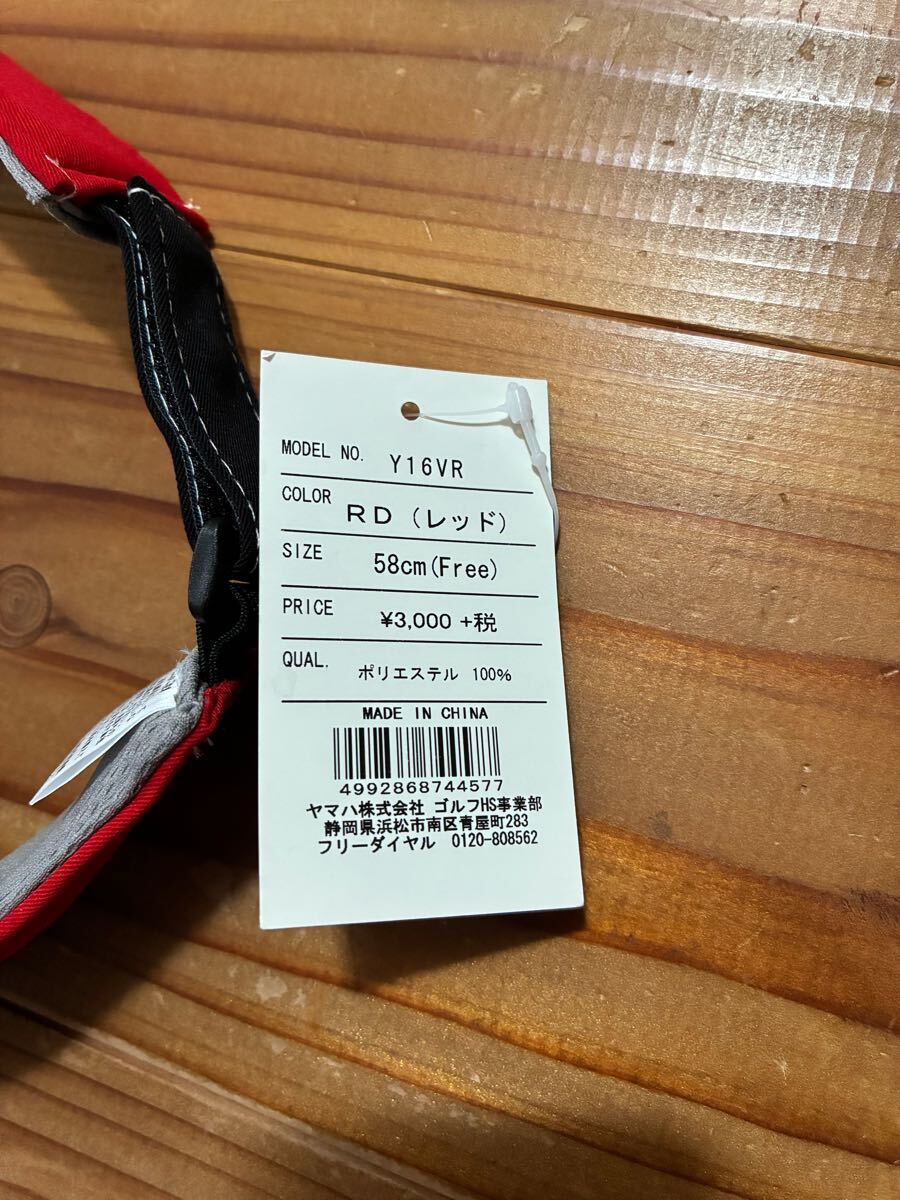 MODEL NO. Y16VR
COLOR RD (レッド)
SIZE 58cm(Free)
PRICE ¥3,000 +税
QUAL. ポリエステル 100%
MADE IN CHINA
4992868744577
ヤマハ株式会社 ゴルフHS事業部
静岡県浜松市南区青屋町283
フリーダイヤル 0120-808562